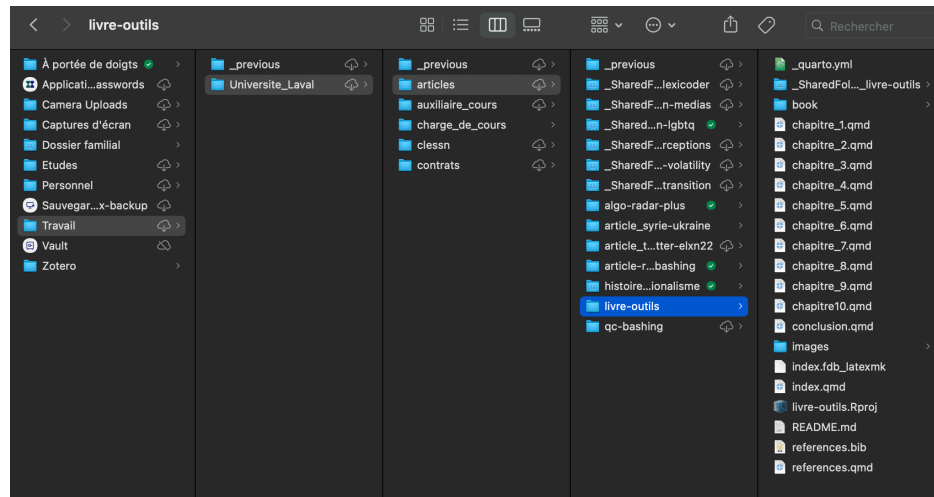 livre-outils
Rechercher
À portée de doigts
Applicati...asswords
Camera Uploads
Captures d'écran
Dossier familial
Etudes
Personnel
Sauvegar...x-backup
Travail
Vault
Zotero
_previous
Universite_Laval
_previous
articles
auxiliaire_cours
charge_de_cours
clessn
contrats
_previous
_SharedF...lexicoder
_SharedF...n-medias
_Shared...n-lgbtq
_SharedF...rceptions
_SharedF...-volatility
_SharedF...transition
algo-radar-plus
article_syrie-ukraine
article_t...tter-elxn22
article-r...bashing
histoire...ionalisme
livre-outils
qc-bashing
_quarto.yml
_SharedFol..._livre-outils
book
chapitre_1.qmd
chapitre_2.qmd
chapitre_3.qmd
chapitre_4.qmd
chapitre_5.qmd
chapitre_6.qmd
chapitre_7.qmd
chapitre_8.qmd
chapitre_9.qmd
chapitre10.qmd
conclusion.qmd
images
index.fdb_latexmk
index.qmd
livre-outils.Rproj
README.md
references.bib
references.qmd